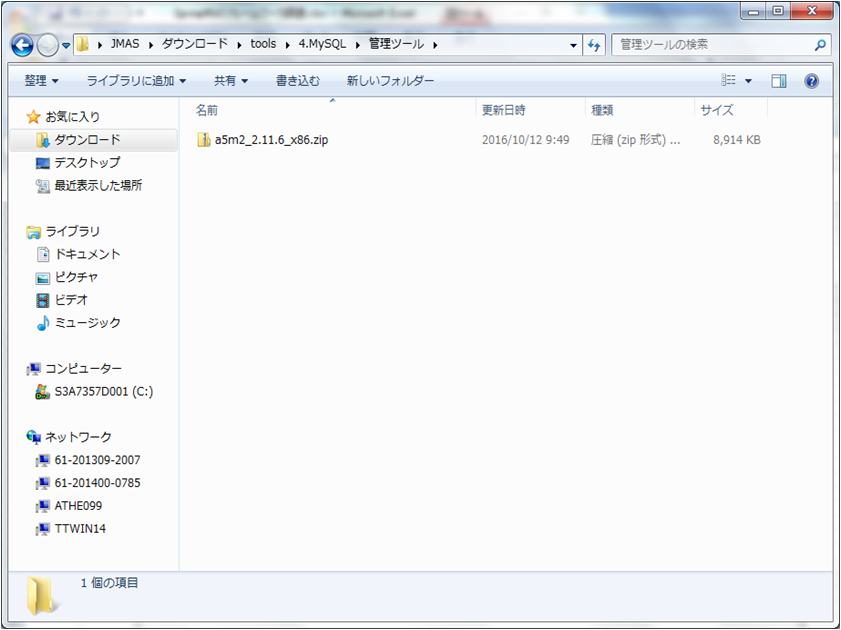 JMAS ダウンロード tools 4.MySQL 管理ツール 管理ツールの検索
整理 ライブラリに追加 共有 書き込む 新しいフォルダー
お気に入り
ダウンロード
デスクトップ
最近表示した場所
ライブラリ
ドキュメント
ピクチャ
ビデオ
ミュージック
コンピューター
S3A7357D001 (C:)
ネットワーク
61-201309-2007
61-201400-0785
ATHE099
TTWIN14
名前 更新日時 種類 サイズ
a5m2_2.11.6_x86.zip 2016/10/12 9:49 圧縮 (zip 形式) ... 8,914 KB
1 個の項目